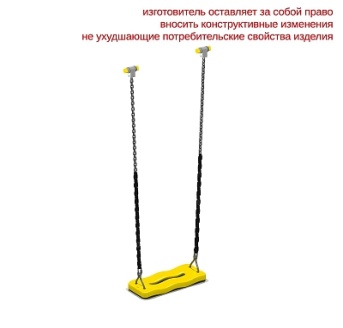 изготовитель оставляет за собой право
вносить конструктивные изменения
не ухудшающие потребительские свойства изделия